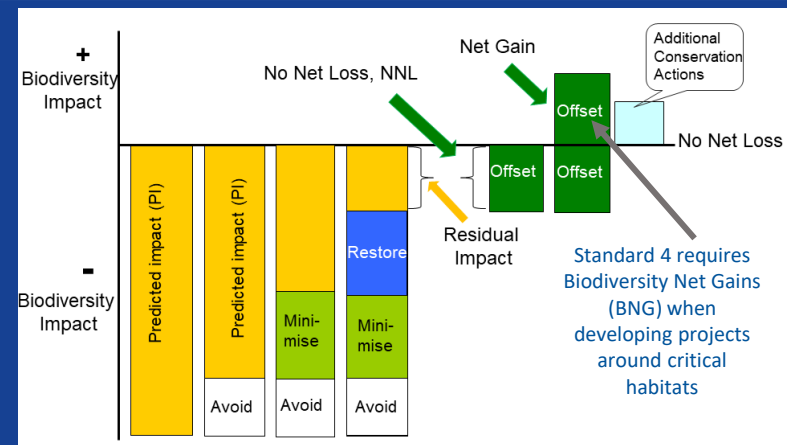 +
Biodiversity
Impact
-
Biodiversity
Impact
Predicted impact (PI)
Predicted impact (PI)
Avoid
Mini-
mise
Avoid
Restore
Mini-
mise
Avoid
No Net Loss, NNL
Residual
Impact
Net Gain
Offset
Offset
Offset
Additional
Conservation
Actions
No Net Loss
Standard 4 requires
Biodiversity Net Gains
(BNG) when
developing projects
around critical
habitats